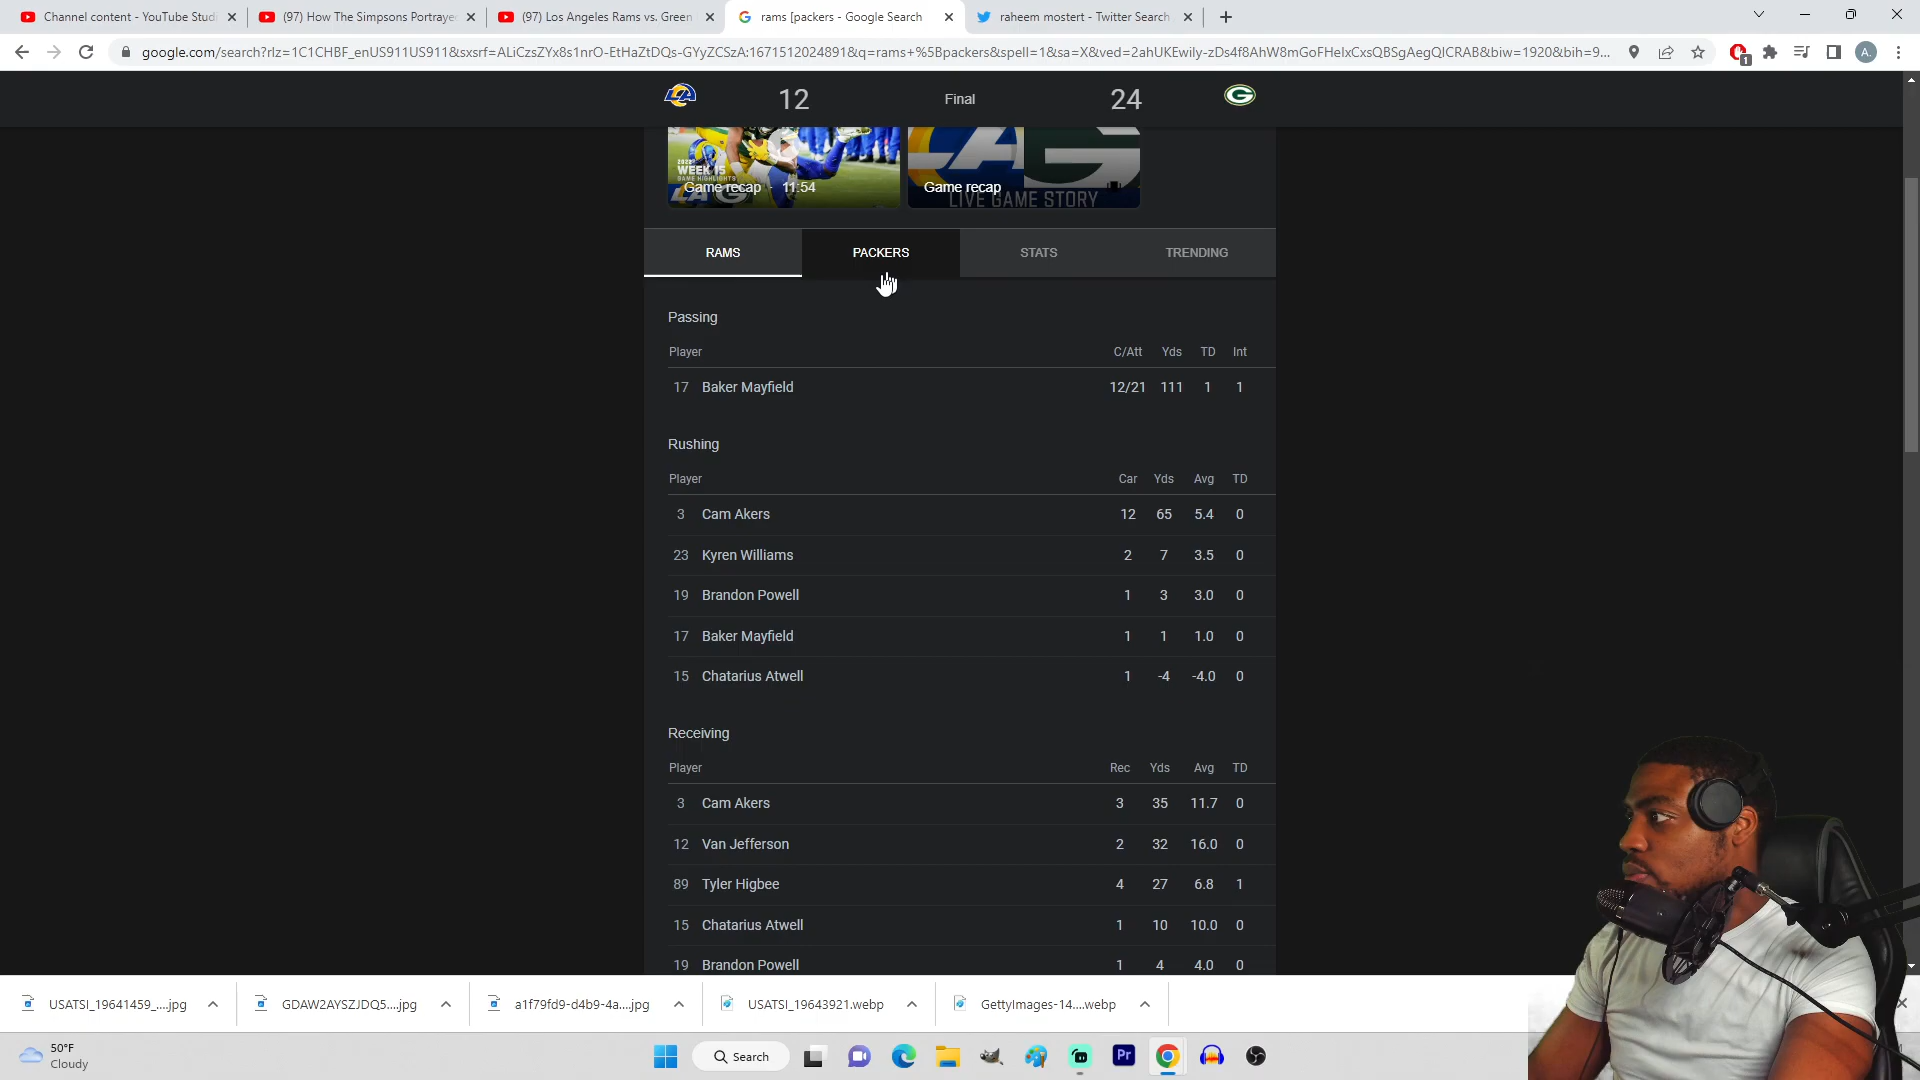 Channel content - YouTube Studi
(97) How The Simpsons Portraye
(97) Los Angeles Rams vs. Green
rams [packers - Google Search
raheem mostert - Twitter Search
google.com/search?rlz=1C1CHBF_enUS911US911&sxsrf=ALiCzsZYx8s1nrO-EtHaZtDQs-GYyZCSzA:1671512024891&q=rams+%5Bpackers&spell=1&sa=X&ved=2ahUKEwily-zDs4f8AhW8mGoFHeIxCxsQBSgAegQICRAB&biw=1920&bih=9...
1
A.
12 Final 24
2022
WEEK 15
GAME HIGHLIGHTS
Game recap · 11:54
Game recap
LIVE GAME STORY
RAMS PACKERS STATS TRENDING
Passing
Player C/Att Yds TD Int
17 Baker Mayfield 12/21 111 1 1
Rushing
Player Car Yds Avg TD
3 Cam Akers 12 65 5.4 0
23 Kyren Williams 2 7 3.5 0
19 Brandon Powell 1 3 3.0 0
17 Baker Mayfield 1 1 1.0 0
15 Chatarius Atwell 1 -4 -4.0 0
Receiving
Player Rec Yds Avg TD
3 Cam Akers 3 35 11.7 0
12 Van Jefferson 2 32 16.0 0
89 Tyler Higbee 4 27 6.8 1
15 Chatarius Atwell 1 10 10.0 0
19 Brandon Powell 1 4 4.0 0
USATSI_19641459_....jpg
GDAW2AYSZJDQ5....jpg
a1f79fd9-d4b9-4a....jpg
USATSI_19643921.webp
GettyImages-14....webp
50°F
Cloudy
Search
Pr